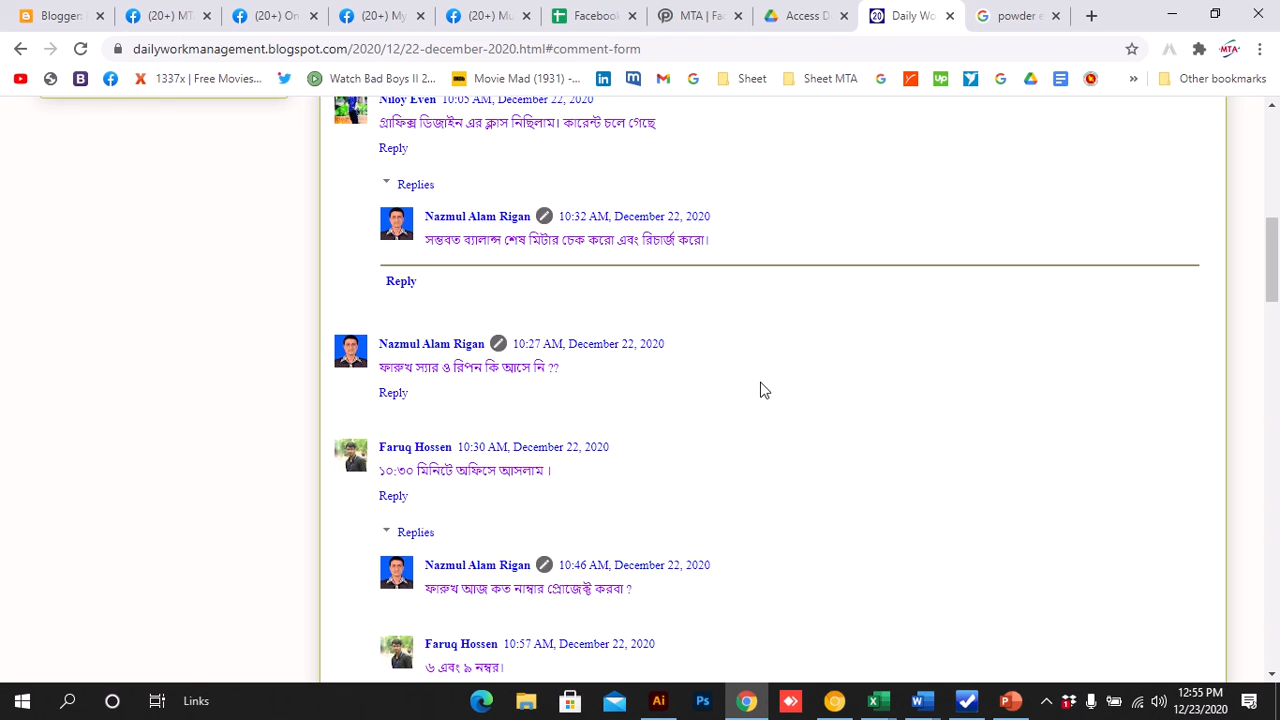 Blogger:
(20+)
(20+) On
(20+) My
(20+) M
Facebook
MTA | F
Access D
Daily Wo
powder e
dailyworkmanagement.blogspot.com/2020/12/22-december-2020.html#comment-form
1337x | Free Movies...
Watch Bad Boys II 2...
Movie Mad (1931) -...
Sheet
Sheet MTA
Other bookmarks
Niloy Even 10:05 AM, December 22, 2020
গ্রাফিক্স ডিজাইন এর ক্লাস নিছিলাম। কারেন্ট চলে গেছে
Reply
Replies
Nazmul Alam Rigan 10:32 AM, December 22, 2020
সম্ভবত ব্যালান্স শেষ মিটার চেক করো এবং রিচার্জ করো।
Reply
Nazmul Alam Rigan 10:27 AM, December 22, 2020
ফারুখ স্যার ও রিপন কি আসে নি ??
Reply
Faruq Hossen 10:30 AM, December 22, 2020
১০:৩০ মিনিটে অফিসে আসলাম ।
Reply
Replies
Nazmul Alam Rigan 10:46 AM, December 22, 2020
ফারুখ আজ কত নাম্বার প্রোজেক্ট করবা ?
Faruq Hossen 10:57 AM, December 22, 2020
৬ এবং ৯ নম্বর।
Links
12:55 PM
12/23/2020